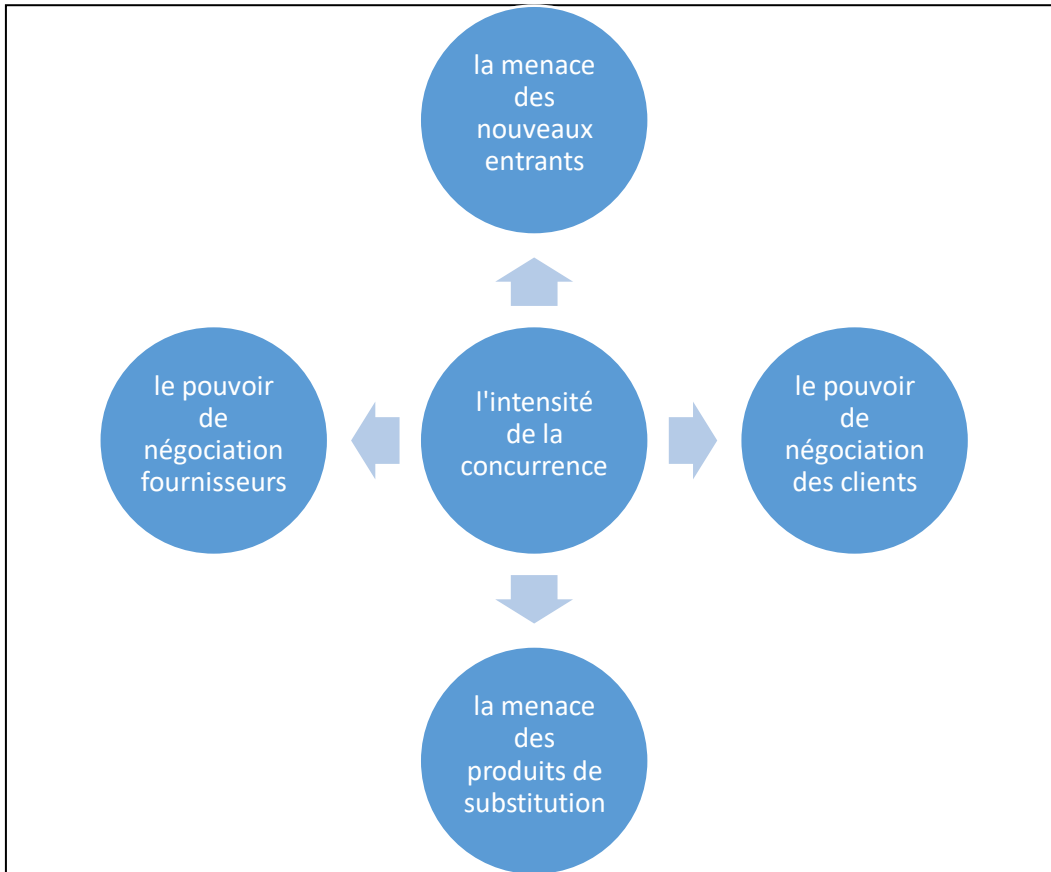 la menace
des
nouveaux
entrants
le pouvoir
de
négociation
fournisseurs
l'intensité
de la
concurrence
le pouvoir
de
négociation
des clients
la menace
des
produits de
substitution